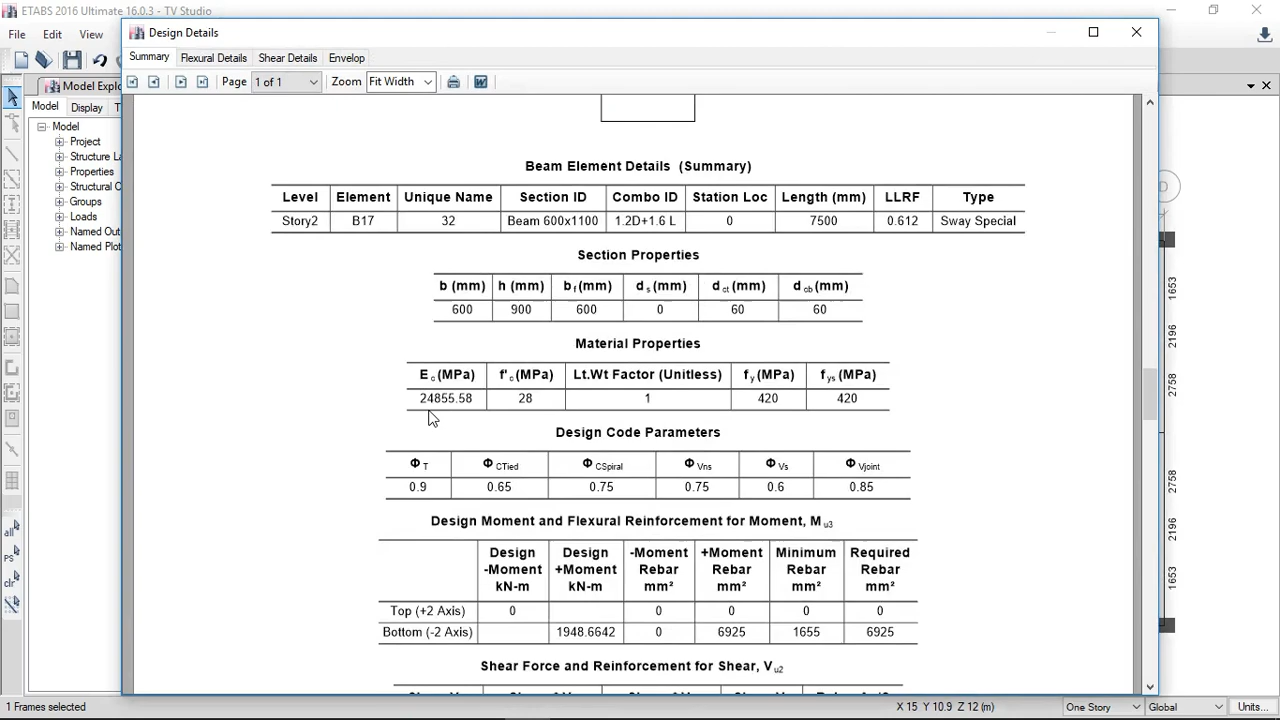 ETABS 2016 Ultimate 16.0.3 - TV Studio
File Edit View
Design Details
Summary Flexural Details Shear Details Envelop
Page 1 of 1 Zoom Fit Width
Model Explo
Model Display T
Model
Project
Structure La
Properties
Structural O
Groups
Loads
Named Out
Named Plot
all
PS
clr
Beam Element Details (Summary)
Level Element Unique Name Section ID Combo ID Station Loc Length (mm) LLRF Type
Story2 B17 32 Beam 600x1100 1.2D+1.6 L 0 7500 0.612 Sway Special
Section Properties
b (mm) h (mm) bf (mm) ds (mm) dct (mm) dcb (mm)
600 900 600 0 60 60
Material Properties
Ec (MPa) f'c (MPa) Lt.Wt Factor (Unitless) fy (MPa) fys (MPa)
24855.58 28 1 420 420
Design Code Parameters
ΦT ΦCTied ΦCSpiral ΦVns ΦVs ΦVjoint
0.9 0.65 0.75 0.75 0.6 0.85
Design Moment and Flexural Reinforcement for Moment, Mu3
Design Design -Moment +Moment Minimum Required
-Moment +Moment Rebar Rebar Rebar Rebar
kN-m kN-m mm² mm² mm² mm²
Top (+2 Axis) 0 0 0 0 0
Bottom (-2 Axis) 1948.6642 0 6925 1655 6925
Shear Force and Reinforcement for Shear, Vu2
D
1653
2196
2758
2758
2196
1653
1 Frames selected X 15 Y 10.9 Z 12 (m) One Story Global Units...